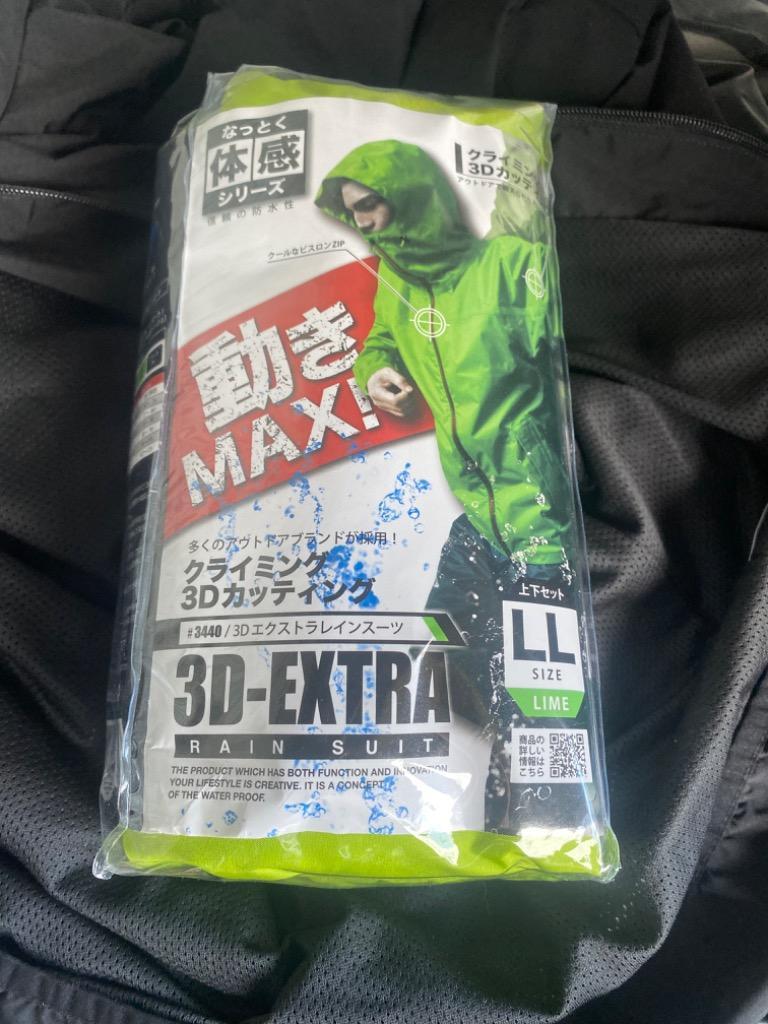 なっとく
体感
シリーズ
信頼の防水性
クライミン
3Dカッティ
クールなビスロンZIP
動き
MAX!
多くのアウトドアブランドが採用!
クライミング
3Dカッティング
#3440/3Dエクストラレインスーツ
3D-EXTRA
RAIN SUIT
THE PRODUCT WHICH HAS BOTH FUNCTION AND INNOVATION
YOUR LIFESTYLE IS CREATIVE. IT IS A CONCEPT
OF THE WATER PROOF.
上下セット
LL
SIZE
LIME
商品の
詳しい
情報は
こちら